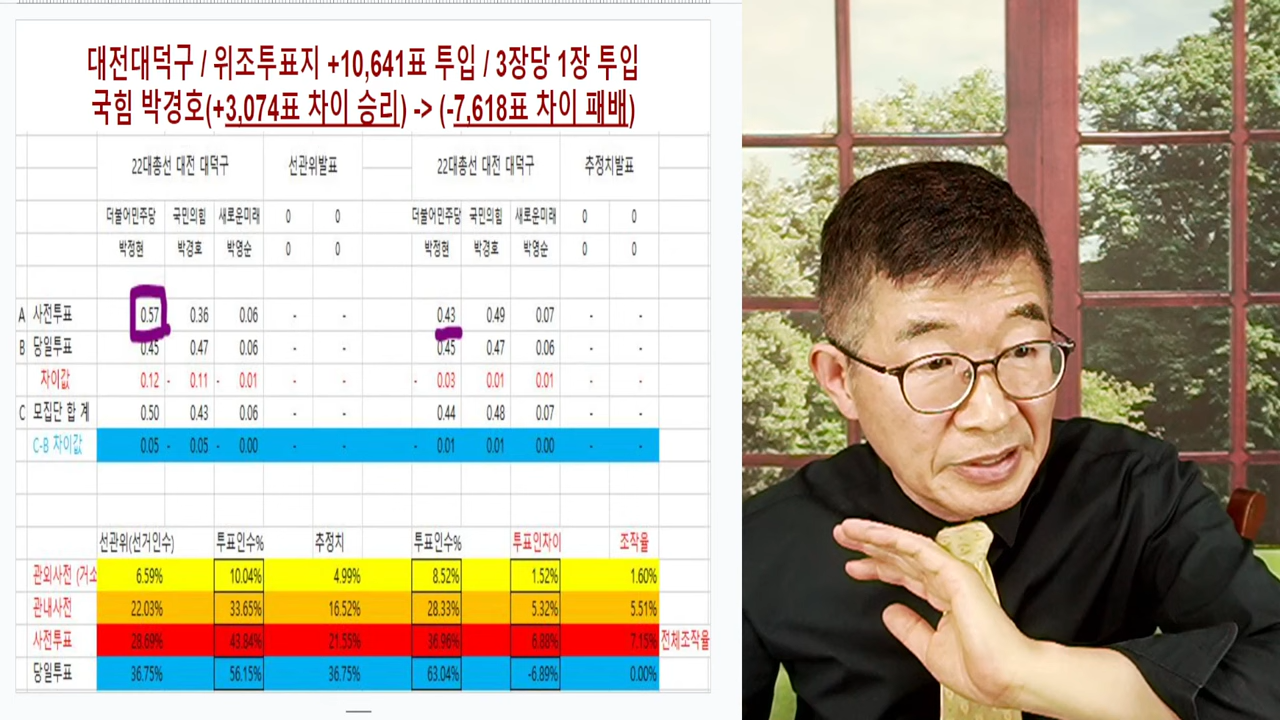 대전대덕구 / 위조투표지 +10,641표 투입 / 3장당 1장 투입
국힘 박경호(+3,074표 차이 승리) -> (-7,618표 차이 패배)
22대총선 대전 대덕구 선관위발표 22대총선 대전 대덕구 추정치발표
더불어민주당 국민의힘 새로운미래 0 0 더불어민주당 국민의힘 새로운미래 0 0
박정현 박경호 박영순 0 0 박정현 박경호 박영순 0 0
A 사전투표 0.57 0.36 0.06 - - 0.43 0.49 0.07 - -
B 당일투표 0.45 0.47 0.06 - - 0.45 0.47 0.06 - -
차이값 0.12 - 0.11 - 0.01 - - - 0.03 0.01 0.01 - -
C 모집단 합 계 0.50 0.43 0.06 - - 0.44 0.48 0.07 - -
C-B 차이값 0.05 - 0.05 - 0.00 - - - 0.01 0.01 0.00 - -
선관위(선거인수) 투표인수% 추정치 투표인수% 투표인차이 조작율
관외사전 (거소 6.59% 10.04% 4.99% 8.52% 1.52% 1.60%
관내사전 22.03% 33.65% 16.52% 28.33% 5.32% 5.51%
사전투표 28.69% 43.84% 21.55% 36.96% 6.88% 7.15% 전체조작율
당일투표 36.75% 56.15% 36.75% 63.04% -6.89% 0.00%